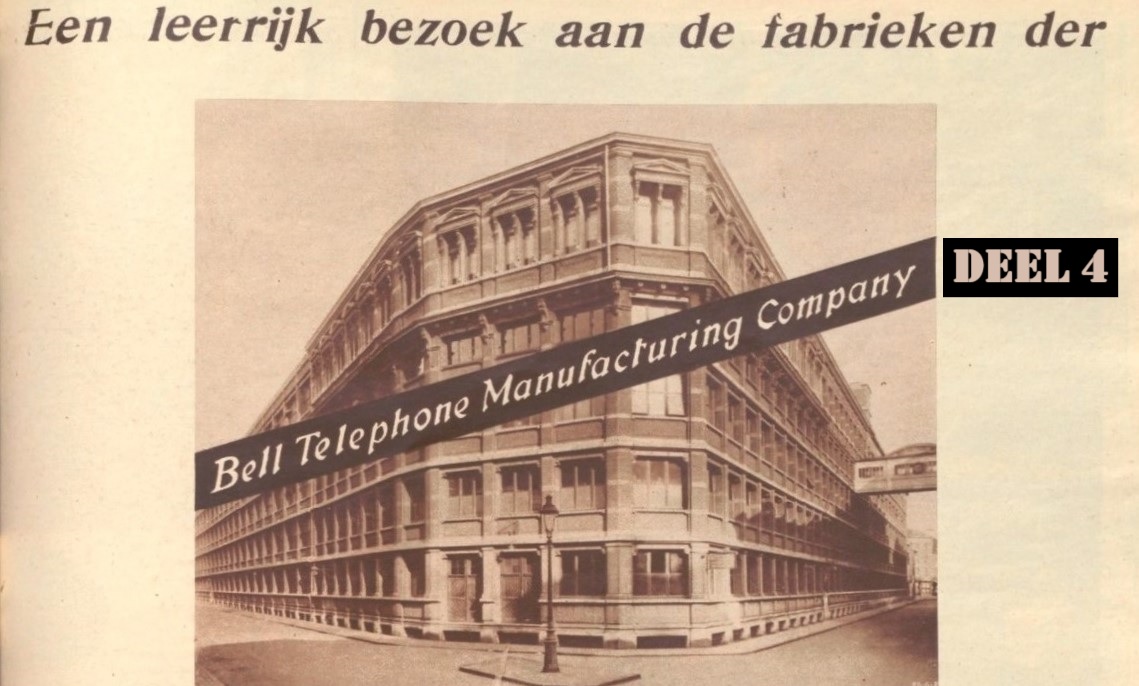 Een leerrijk bezoek aan de fabrieken der
Bell Telephone Manufacturing Company
DEEL 4